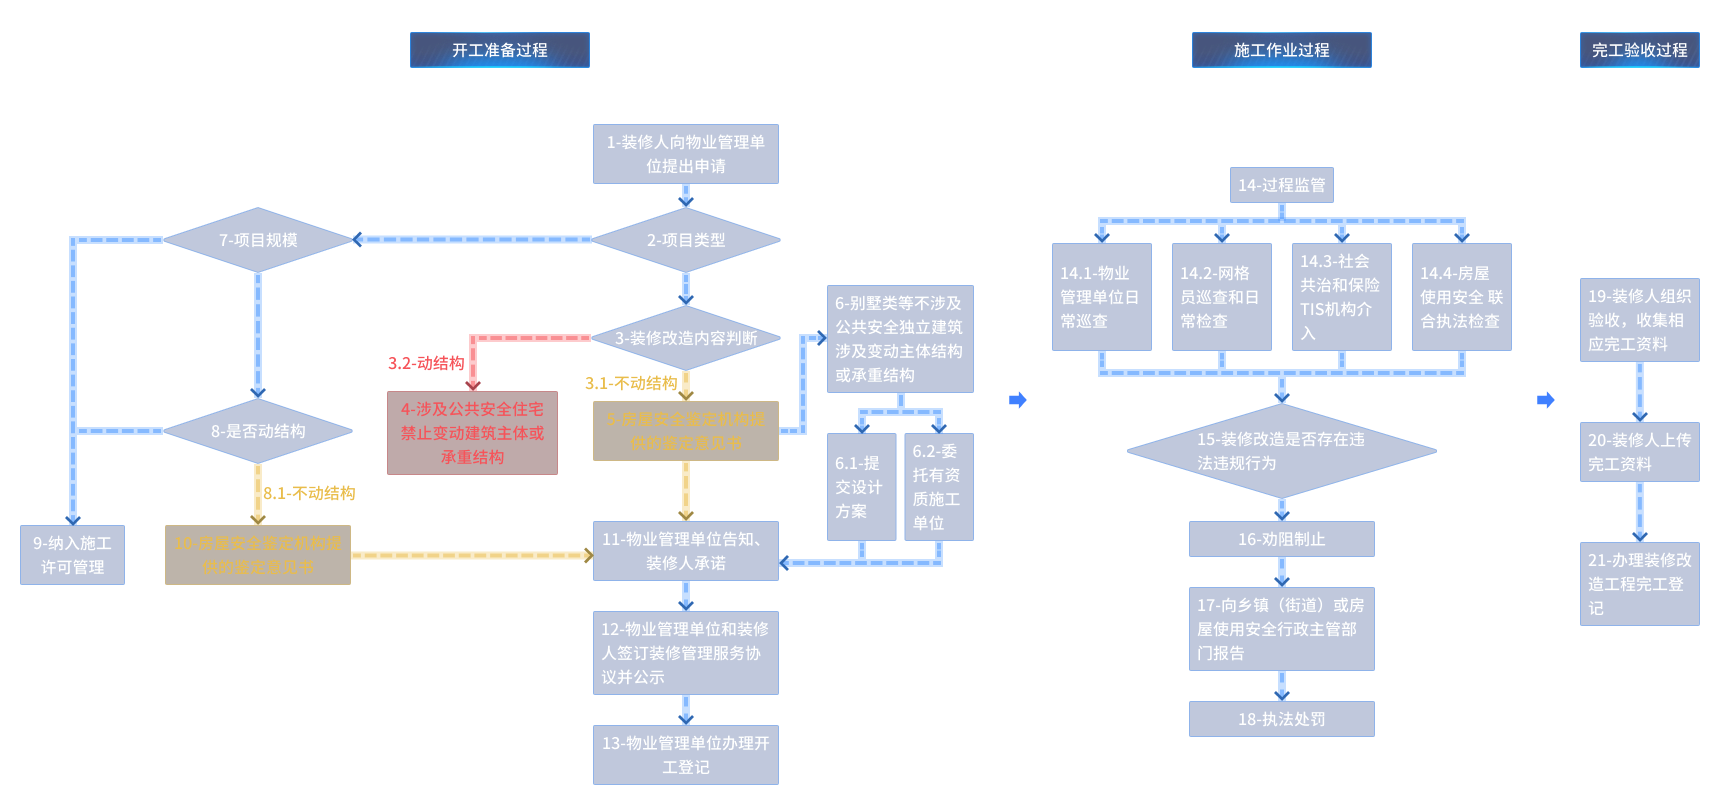 开工准备过程
施工作业过程
完工验收过程
1-装修人向物业管理单
位提出申请
2-项目类型
7-项目规模
3-装修改造内容判断
3.2-动结构
3.1-不动结构
4-涉及公共安全住宅
禁止变动建筑主体或
承重结构
5-房屋安全鉴定机构提
供的鉴定意见书
6-别墅类等不涉及
公共安全独立建筑
涉及变动主体结构
或承重结构
6.1-提
交设计
方案
6.2-委
托有资
质施工
单位
8-是否动结构
8.1-不动结构
9-纳入施工
许可管理
10-房屋安全鉴定机构提
供的鉴定意见书
11-物业管理单位告知、
装修人承诺
12-物业管理单位和装修
人签订装修管理服务协
议并公示
13-物业管理单位办理开
工登记
14-过程监管
14.1-物业
管理单位日
常巡查
14.2-网格
员巡查和日
常检查
14.3-社会
共治和保险
TIS机构介
入
14.4-房屋
使用安全 联
合执法检查
15-装修改造是否存在违
法违规行为
16-劝阻制止
17-向乡镇（街道）或房
屋使用安全行政主管部
门报告
18-执法处罚
19-装修人组织
验收，收集相
应完工资料
20-装修人上传
完工资料
21-办理装修改
造工程完工登
记